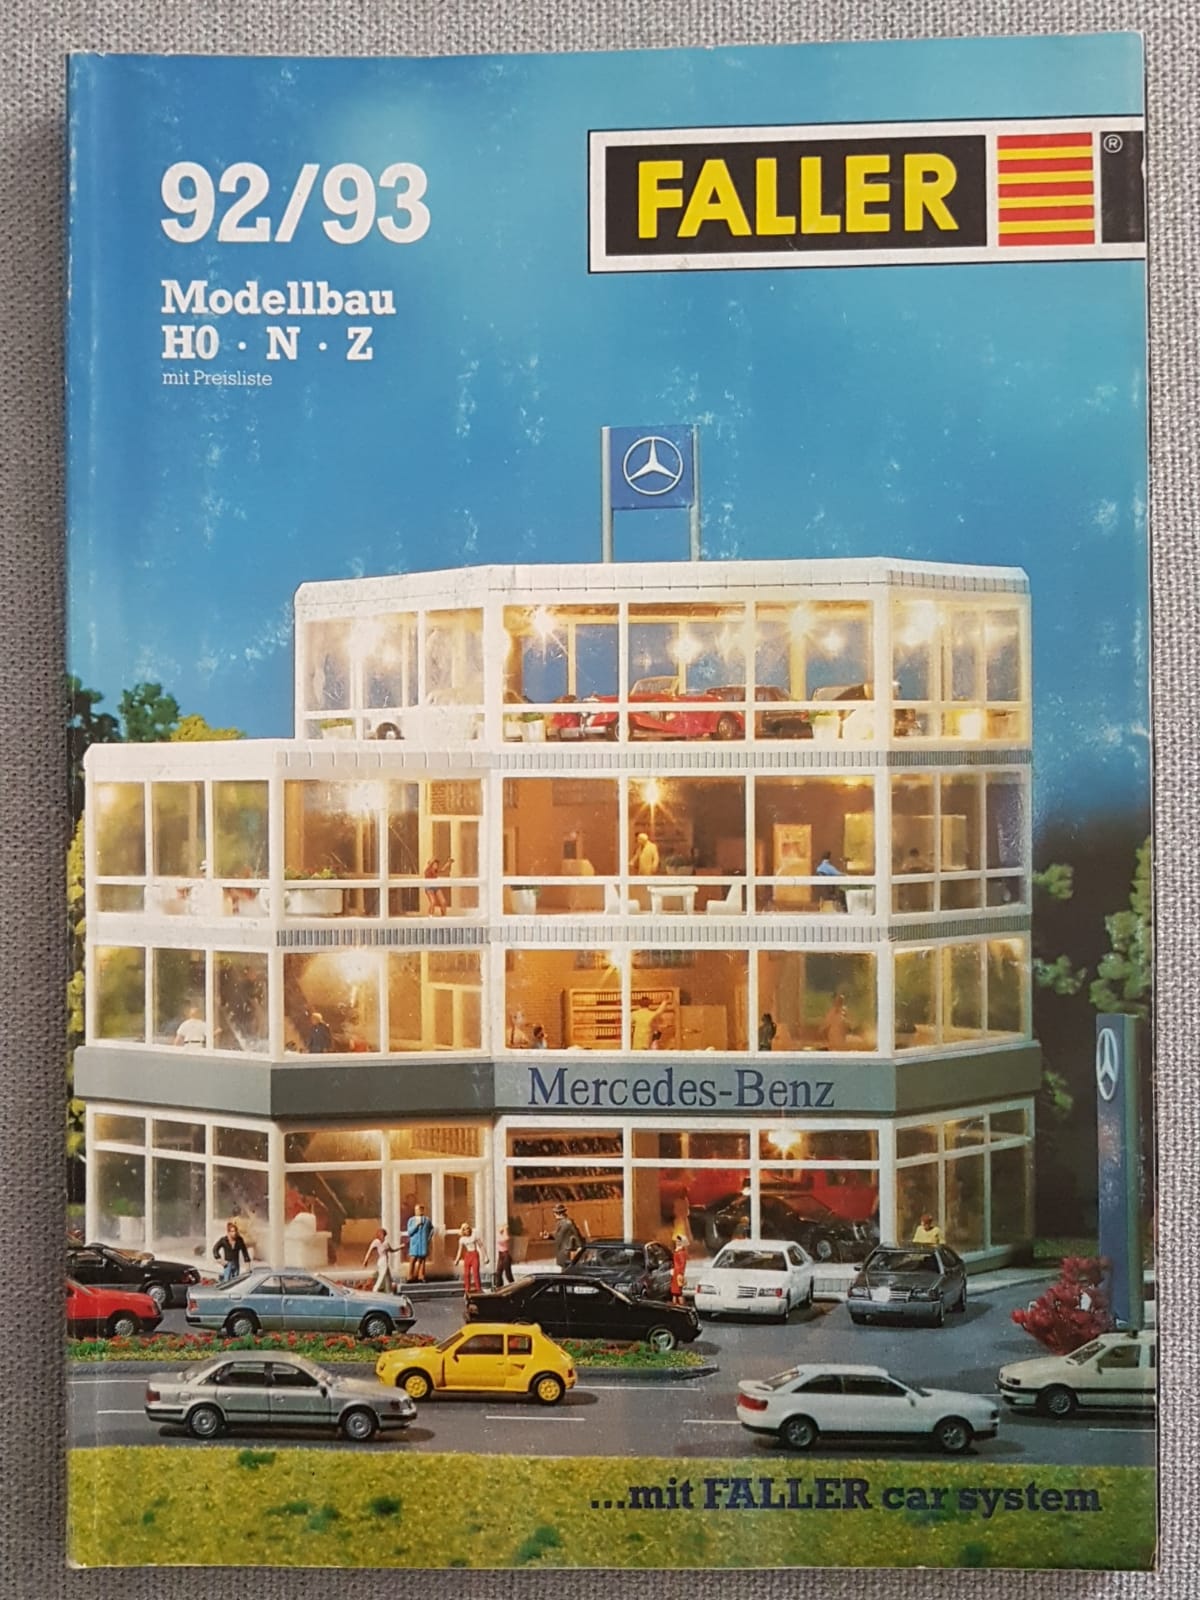 92/93
FALLER
®
Modellbau
H0 · N · Z
mit Preisliste
Mercedes-Benz
...mit FALLER car system